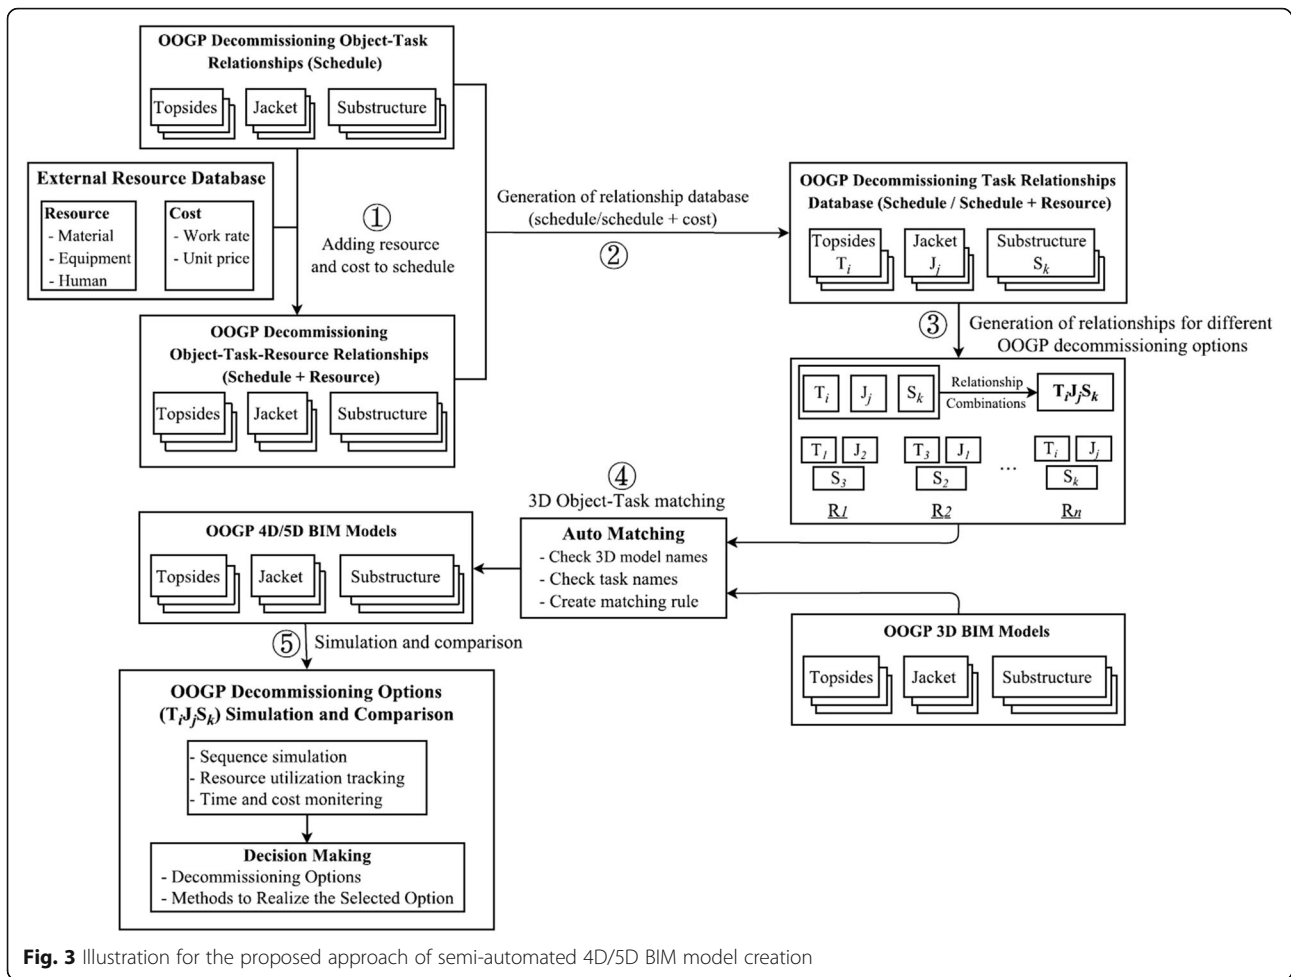 OOGP Decommissioning Object-Task
Relationships (Schedule)
Topsides
Jacket
Substructure
External Resource Database
Resource
- Material
- Equipment
- Human
Cost
- Work rate
- Unit price
①
Adding resource
and cost to schedule
OOGP Decommissioning
Object-Task-Resource Relationships
(Schedule + Resource)
Topsides
Jacket
Substructure
Generation of relationship database
(schedule/schedule + cost)
②
OOGP Decommissioning Task Relationships
Database (Schedule / Schedule + Resource)
Topsides
Ti
Jacket
Jj
Substructure
Sk
③
Generation of relationships for different
OOGP decommissioning options
Ti
Jj
Sk
Relationship
Combinations
TiJjSk
T1
J2
S3
R1
T3
J1
S2
R2
...
Ti
Jj
Sk
Rn
④
3D Object-Task matching
Auto Matching
- Check 3D model names
- Check task names
- Create matching rule
OOGP 3D BIM Models
Topsides
Jacket
Substructure
OOGP 4D/5D BIM Models
Topsides
Jacket
Substructure
⑤
Simulation and comparison
OOGP Decommissioning Options
(TiJjSk) Simulation and Comparison
- Sequence simulation
- Resource utilization tracking
- Time and cost monitering
Decision Making
- Decommissioning Options
- Methods to Realize the Selected Option
Fig. 3 Illustration for the proposed approach of semi-automated 4D/5D BIM model creation